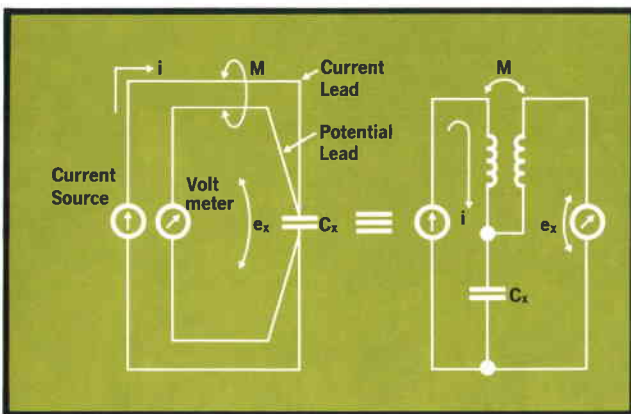 i
M
Current
Lead
Potential
Lead
Current
Source
Volt
meter
eₓ
Cₓ
M
i
eₓ
Cₓ